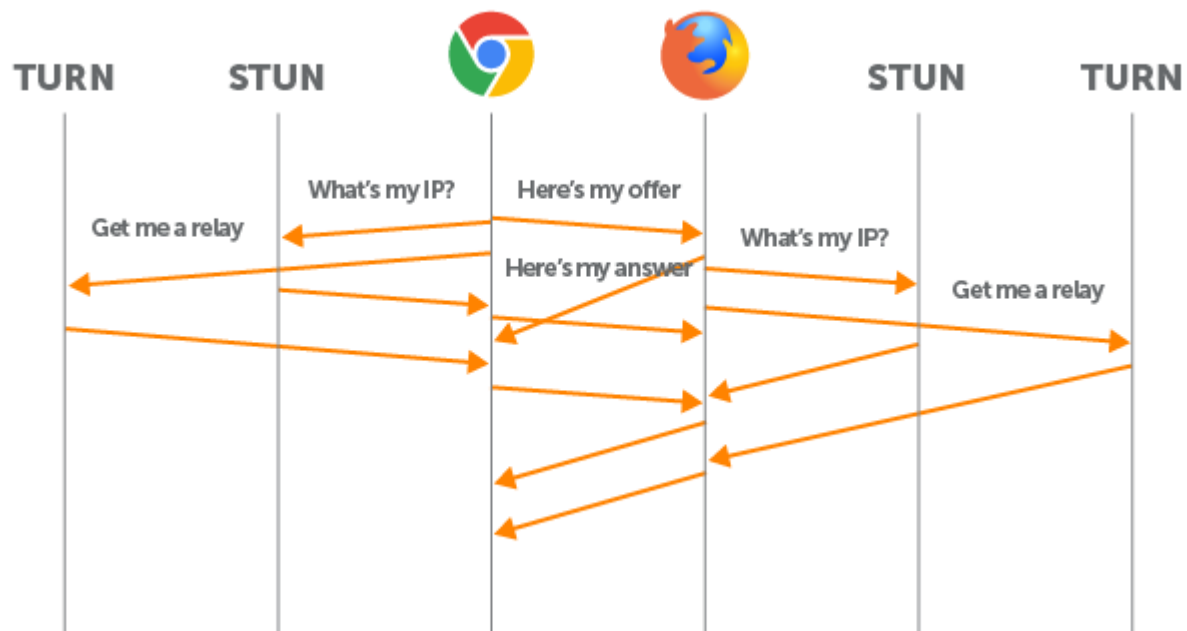 TURN STUN STUN TURN
What's my IP? Here's my offer
Get me a relay
What's my IP?
Here's my answer
Get me a relay